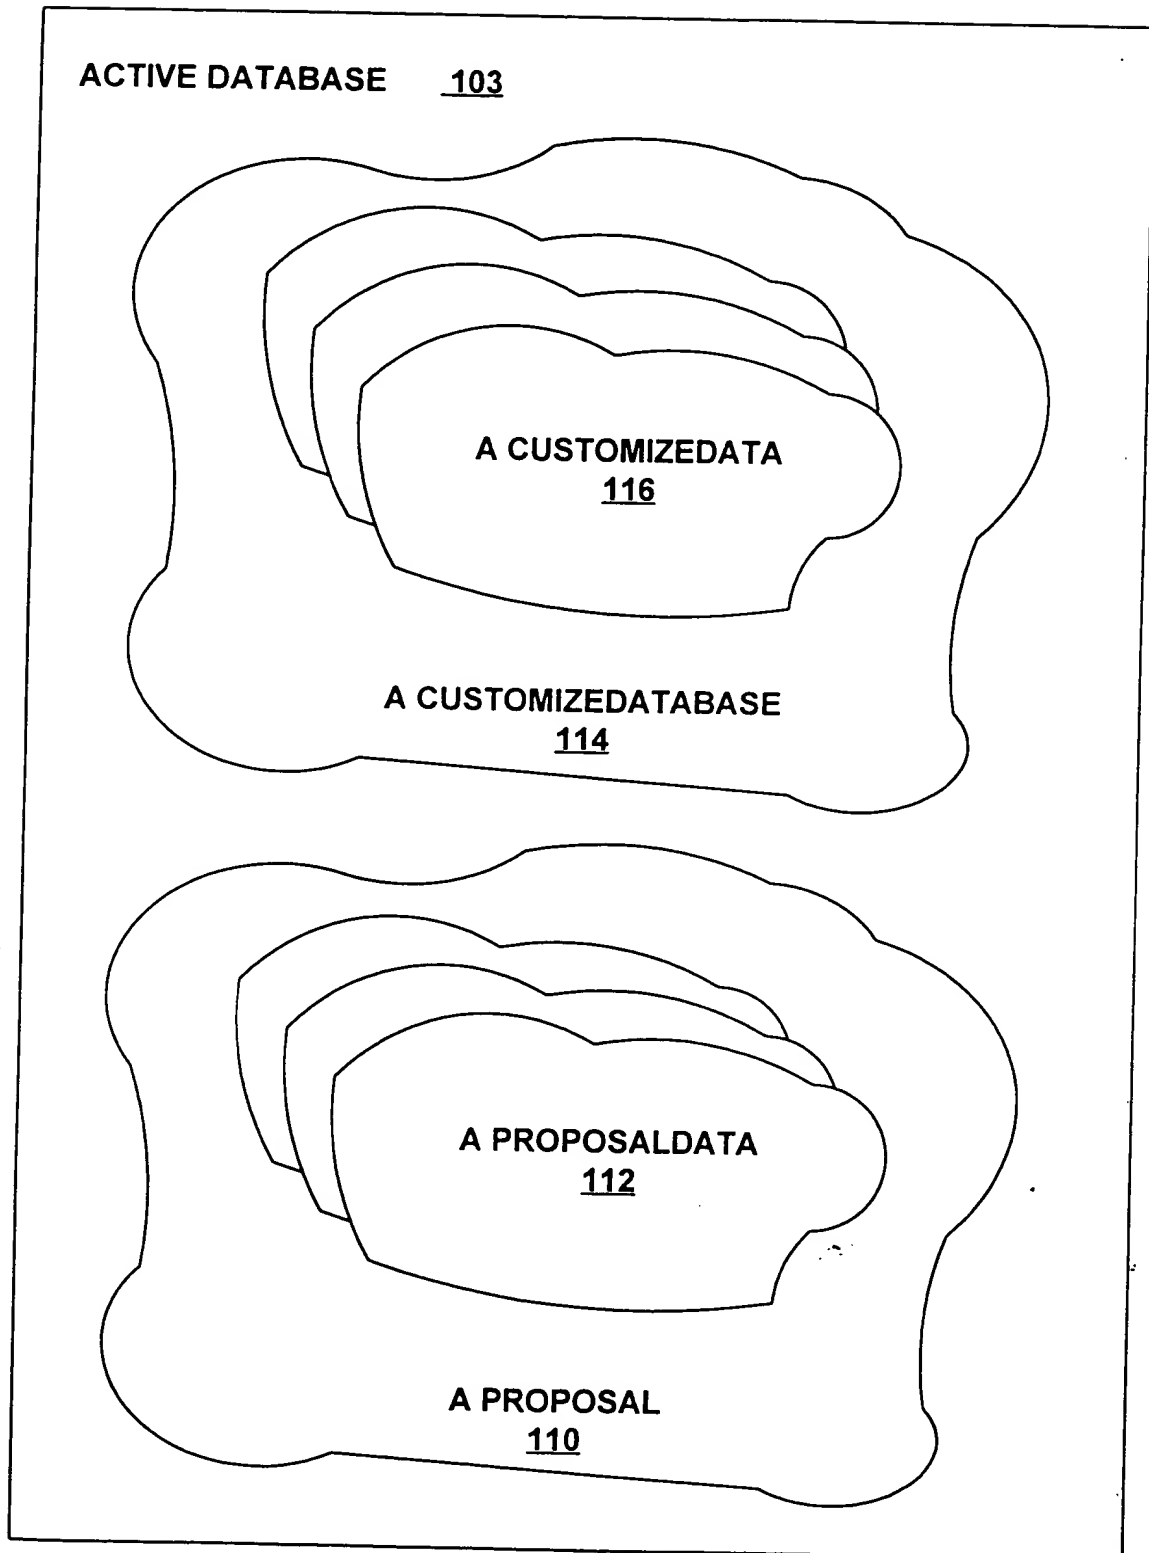 ACTIVE DATABASE 103
A CUSTOMIZEDATA
116
A CUSTOMIZEDATABASE
114
A PROPOSALDATA
112
A PROPOSAL
110